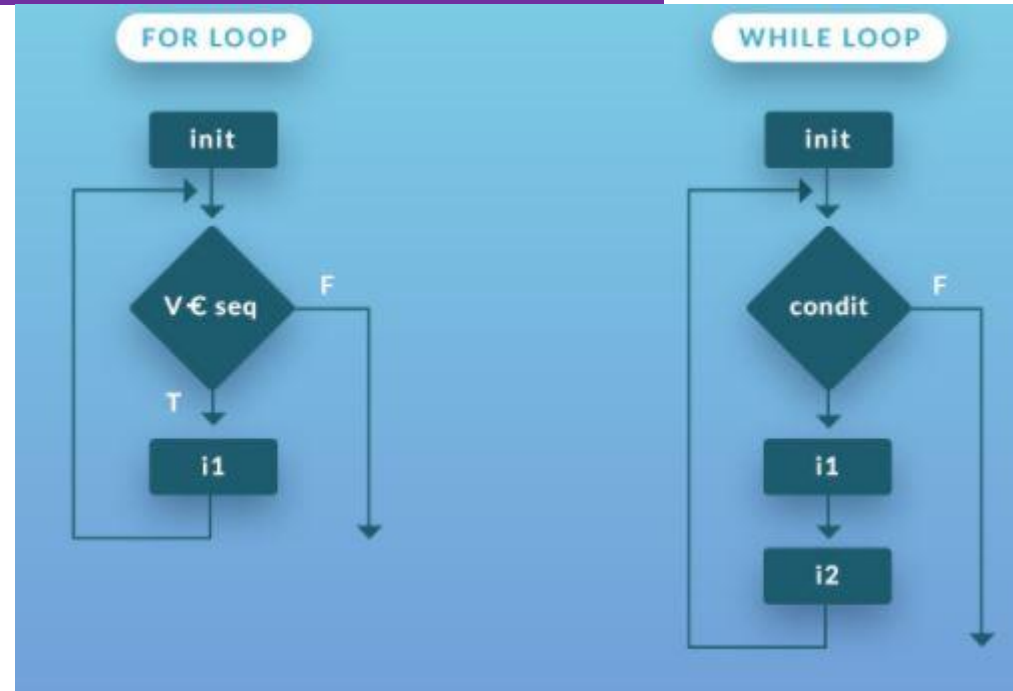 FOR LOOP
init
V € seq
F
T
i1
WHILE LOOP
init
condit
F
i1
i2